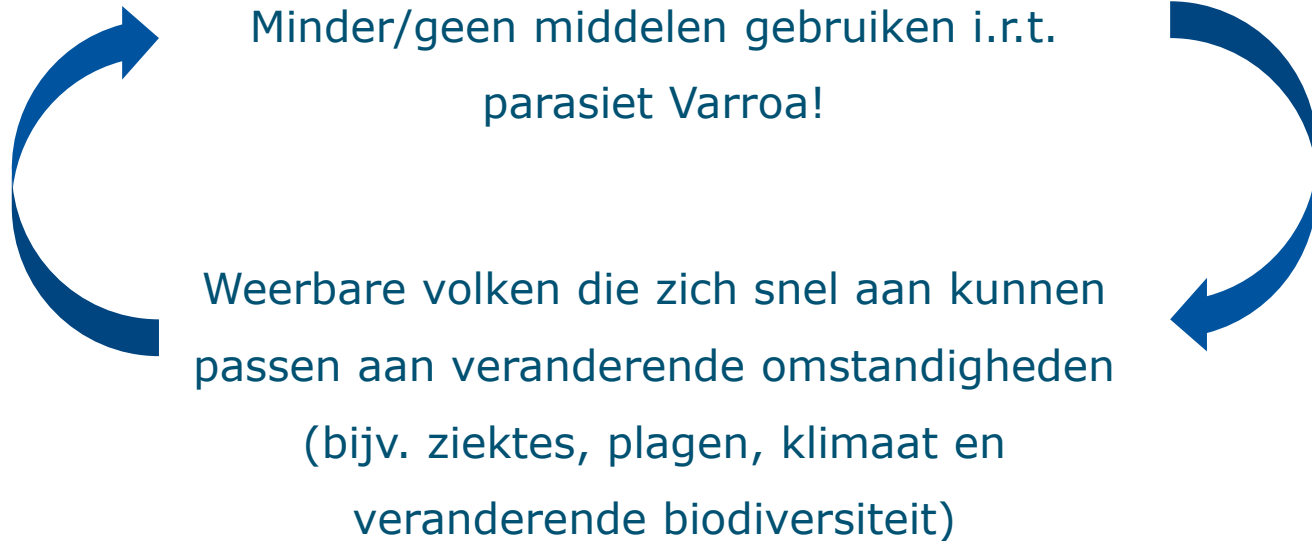 Minder/geen middelen gebruiken i.r.t.
parasiet Varroa!
Weerbare volken die zich snel aan kunnen
passen aan veranderende omstandigheden
(bijv. ziektes, plagen, klimaat en
veranderende biodiversiteit)